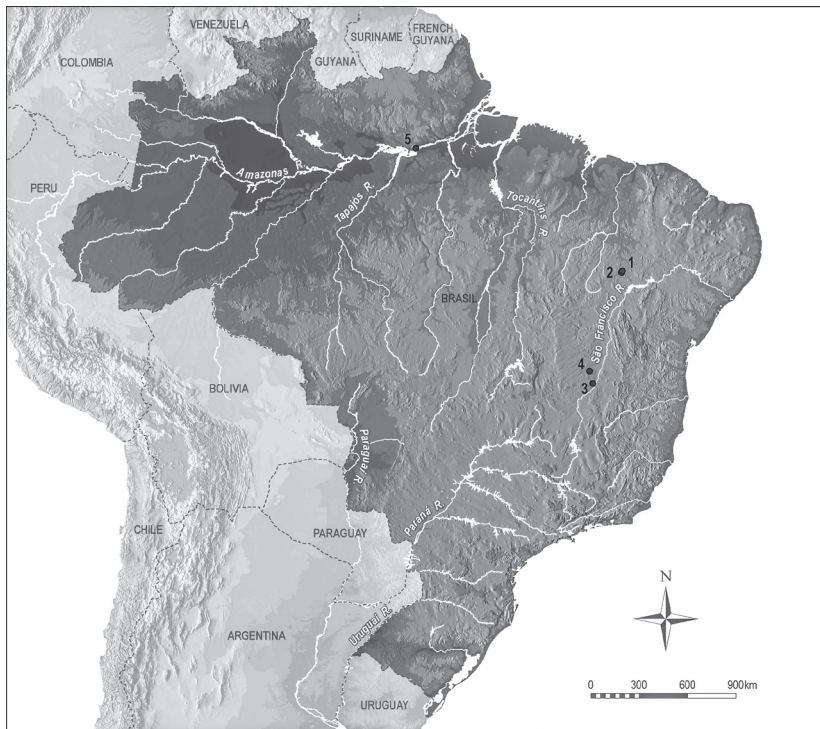 VENEZUELA
SURINAME
FRENCH
GUYANA
GUYANA
COLOMBIA
5
Amazonas R.
PERU
Tapajós R.
Tocantins R.
1
2
BRASIL
São Francisco R.
4
3
BOLIVIA
Paraguai R.
Paraná R.
CHILE
PARAGUAY
N
Uruguai R.
ARGENTINA
0 300 600 900km
URUGUAY